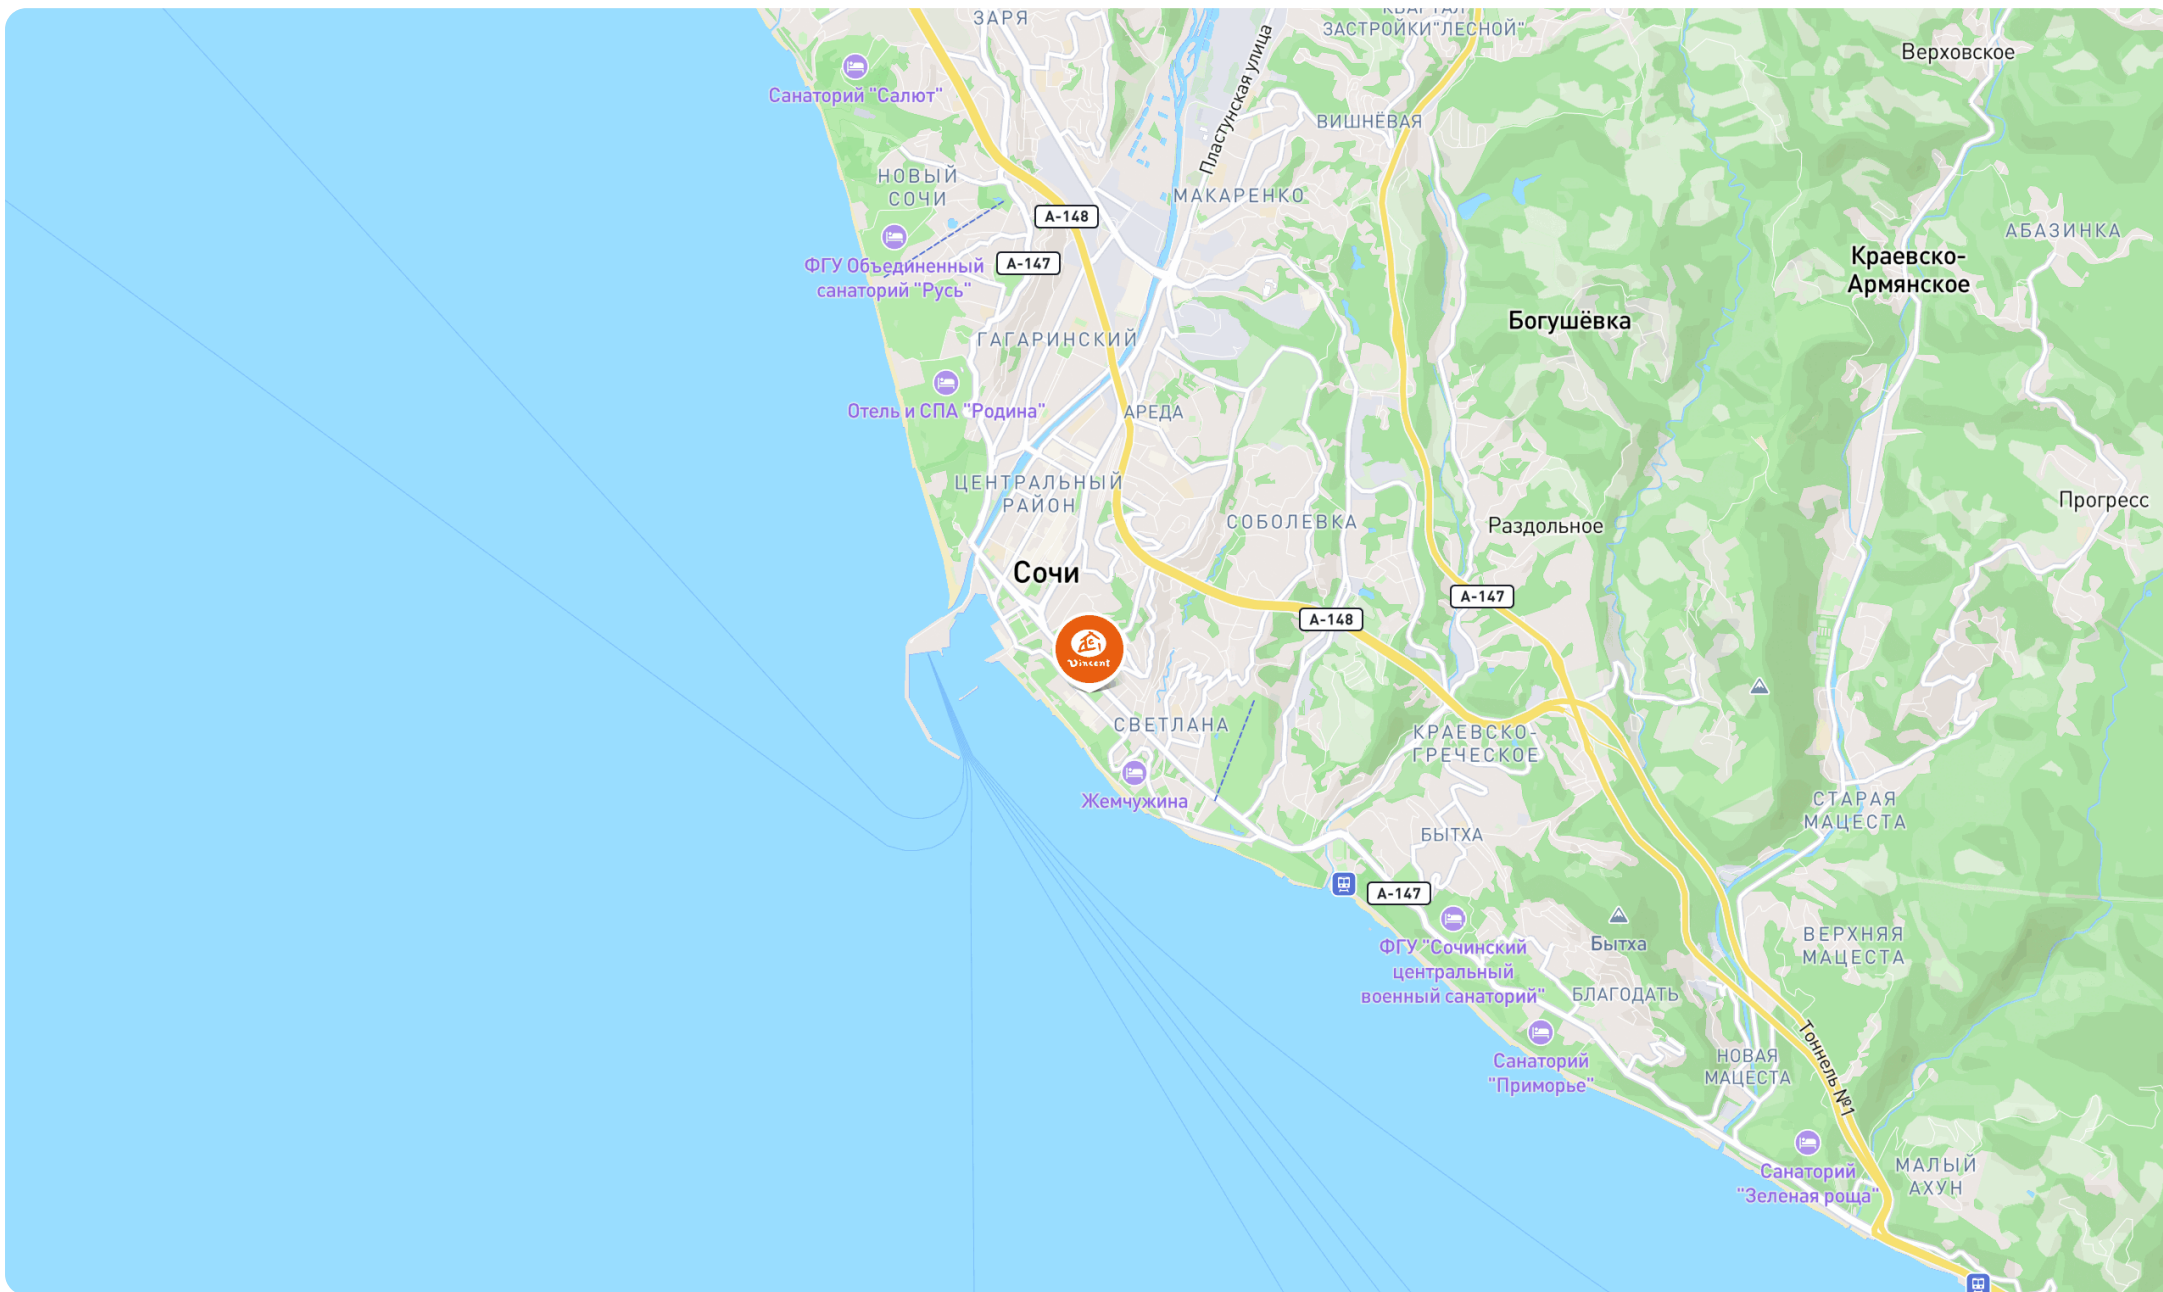 ЗАРЯ
КВАРТАЛ
ЗАСТРОЙКИ"ЛЕСНОЙ"
Верховское
Санаторий "Салют"
Пластунская улица
ВИШНЁВАЯ
НОВЫЙ
СОЧИ
МАКАРЕНКО
А-148
АБАЗИНКА
А-147
ФГУ Объединенный
санаторий "Русь"
Краевско-
Армянское
Богушёвка
ГАГАРИНСКИЙ
Отель и СПА "Родина"
АРЕДА
ЦЕНТРАЛЬНЫЙ
РАЙОН
Прогресс
СОБОЛЕВКА
Раздольное
Сочи
А-147
А-148
Vincent
СВЕТЛАНА
КРАЕВСКО-
ГРЕЧЕСКОЕ
Жемчужина
СТАРАЯ
МАЦЕСТА
БЫТХА
А-147
ФГУ "Сочинский
центральный
военный санаторий"
Бытха
ВЕРХНЯЯ
МАЦЕСТА
БЛАГОДАТЬ
Санаторий
"Приморье"
НОВАЯ
МАЦЕСТА
Тоннель №1
Санаторий
"Зеленая роща"
МАЛЫЙ
АХУН